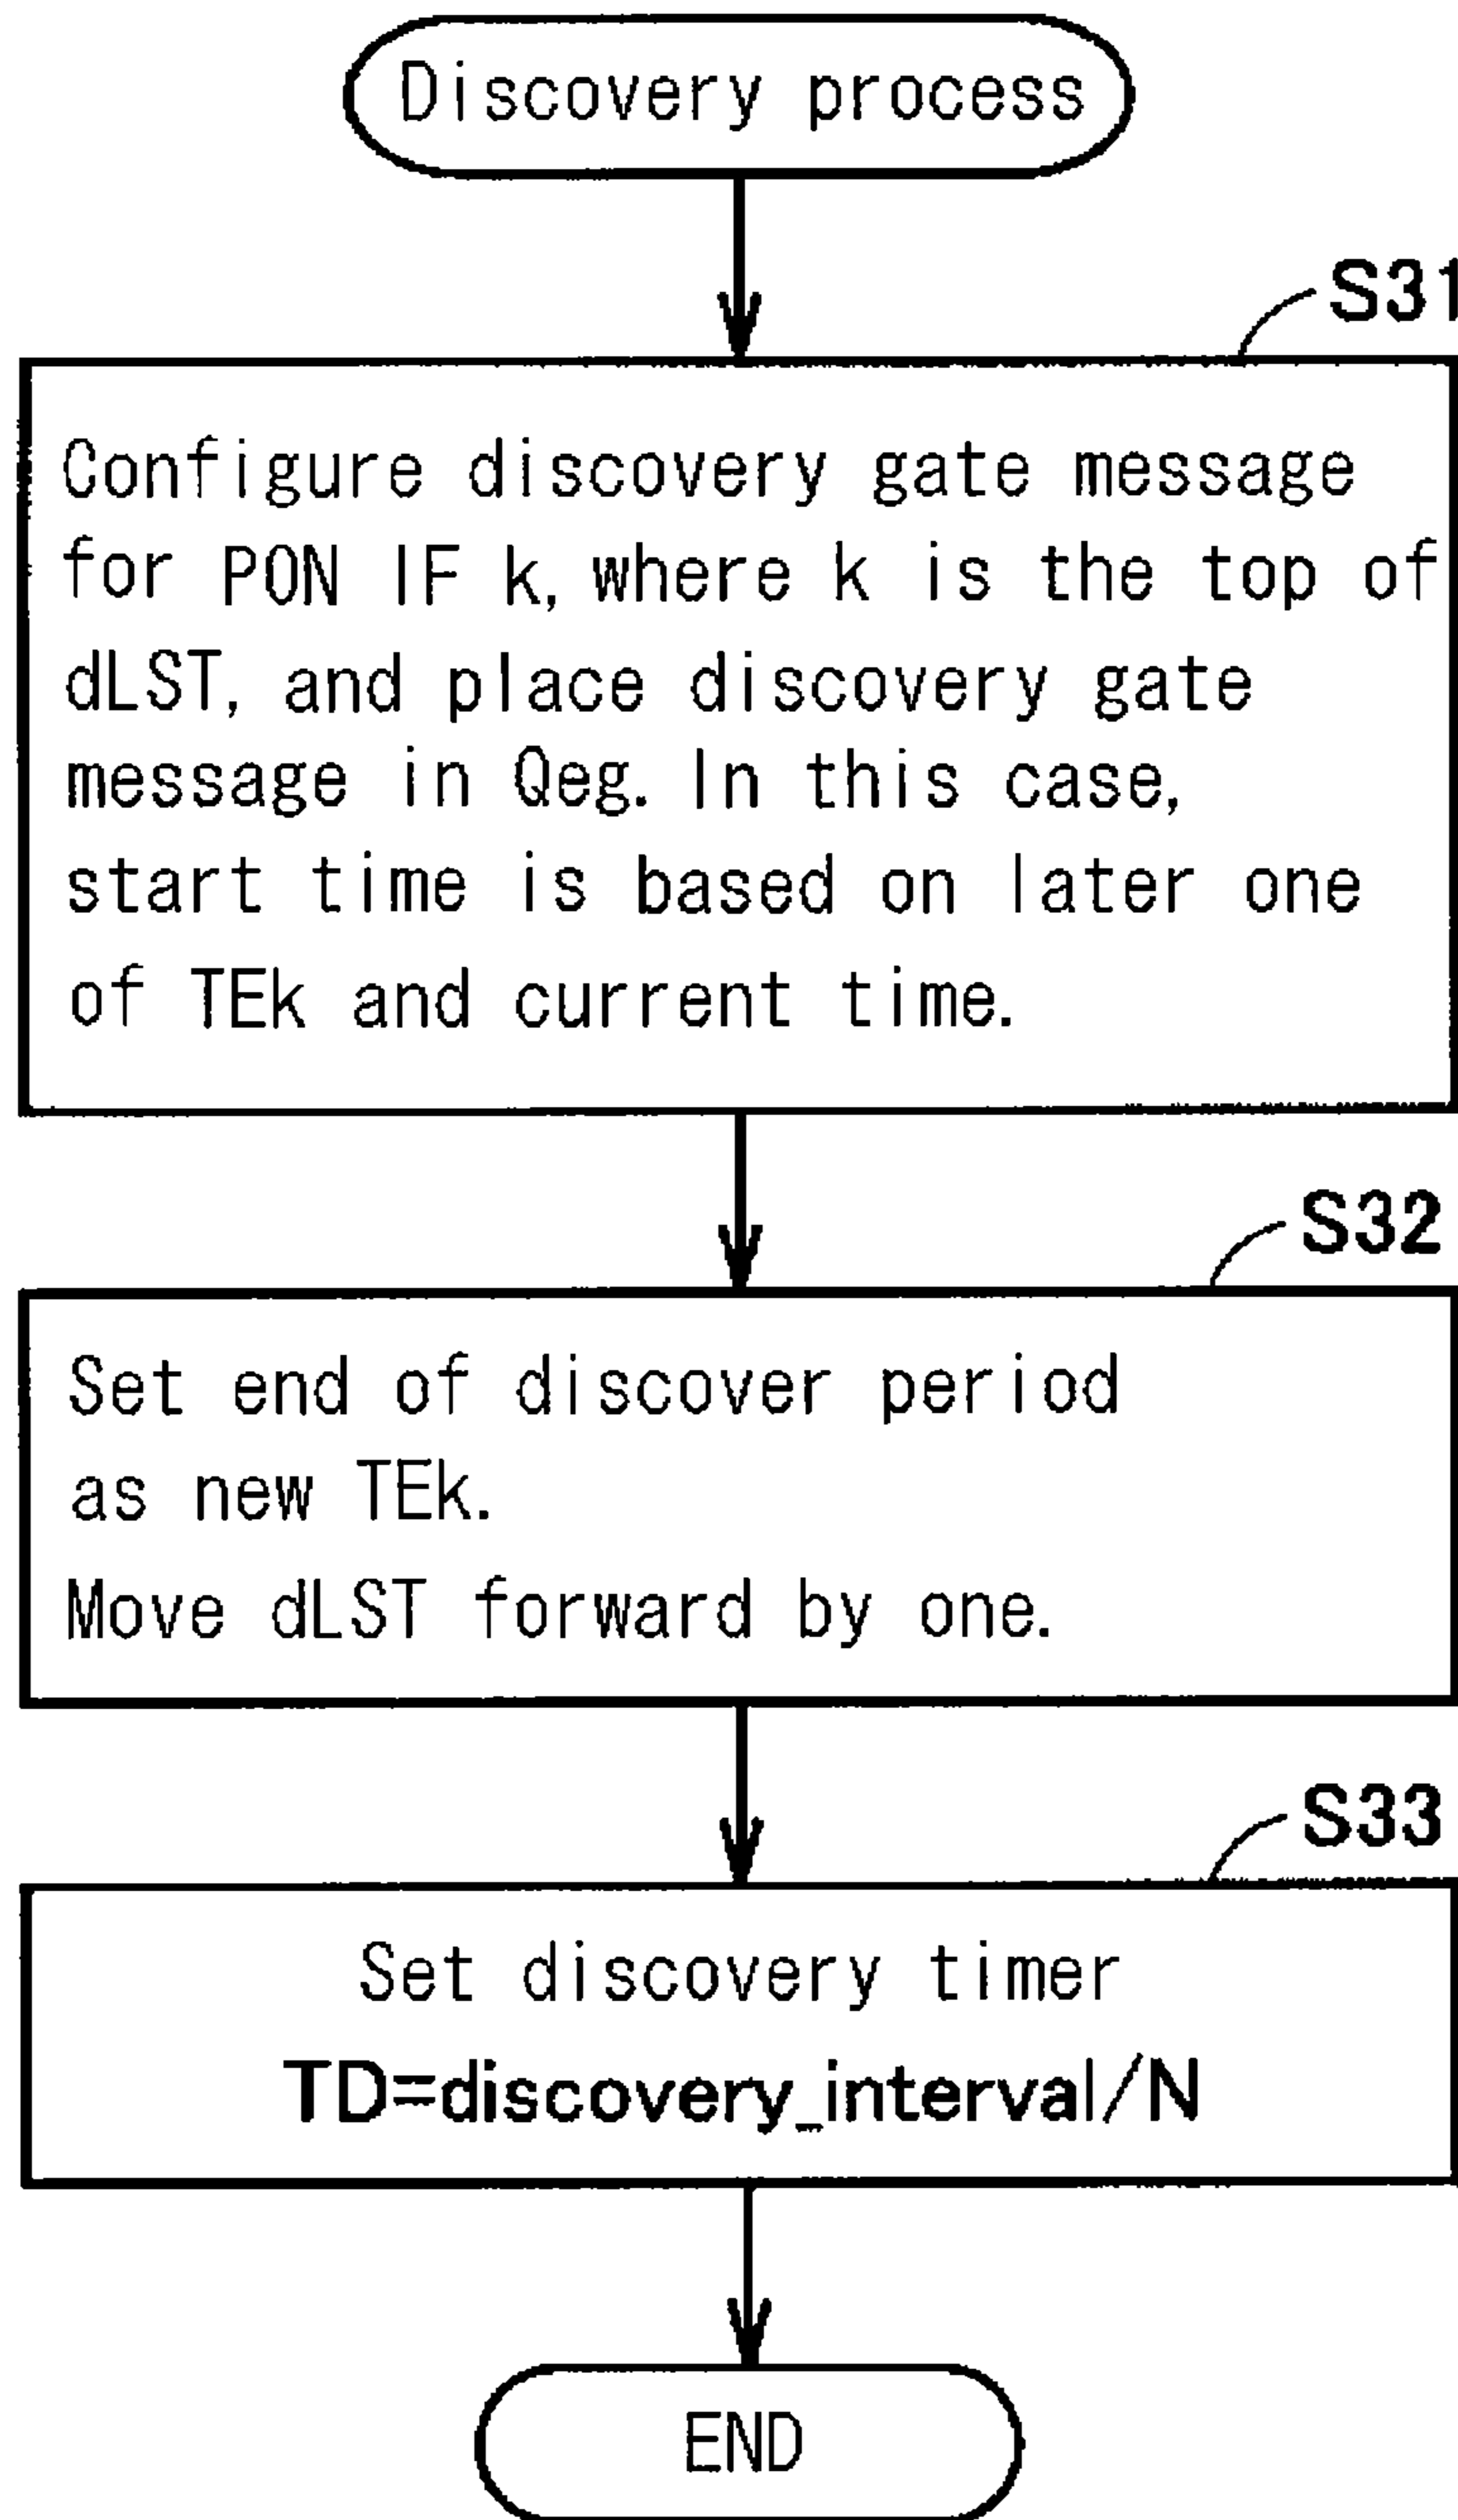 Discovery process
S31
Configure discovery gate message
for PON IF k, where k is the top of
dLST, and place discovery gate
message in Qeg. In this case,
start time is based on later one
of TEk and current time.
S32
Set end of discover period
as new TEk.
Move dLST forward by one.
S33
Set discovery timer
TD=discovery_interval/N
END